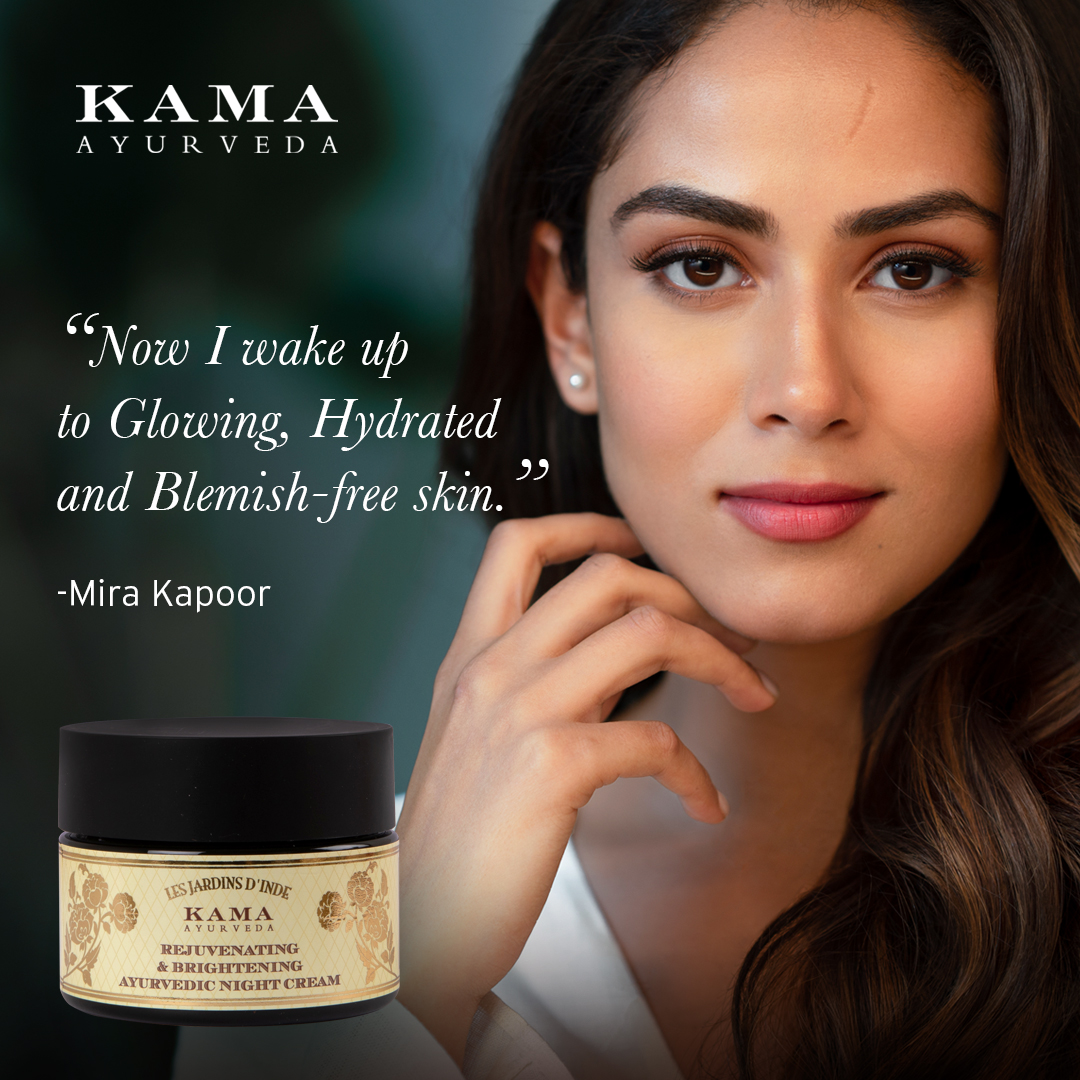 KAMA
AYURVEDA
“Now I wake up
to Glowing, Hydrated
and Blemish-free skin.”
-Mira Kapoor
LES JARDINS D'INDE
KAMA
AYURVEDA
REJUVENATING
& BRIGHTENING
AYURVEDIC NIGHT CREAM